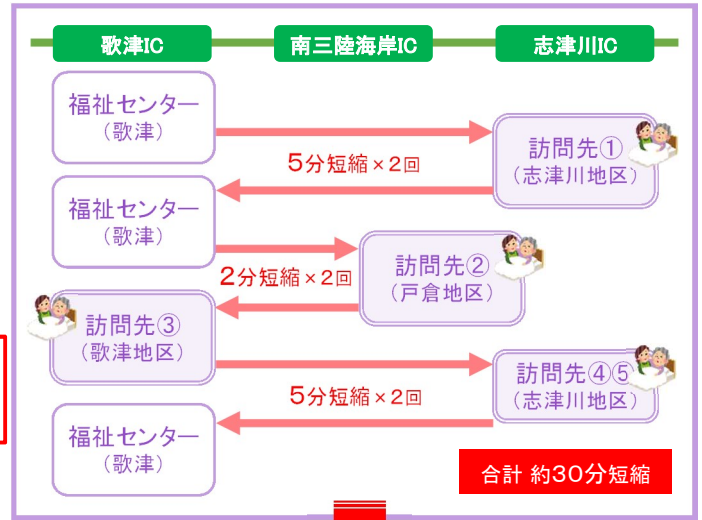 歌津IC
南三陸海岸IC
志津川IC
福祉センター
(歌津)
訪問先①
(志津川地区)
5分短縮×2回
福祉センター
(歌津)
訪問先②
(戸倉地区)
2分短縮×2回
訪問先③
(歌津地区)
訪問先④⑤
(志津川地区)
5分短縮×2回
福祉センター
(歌津)
合計 約30分短縮